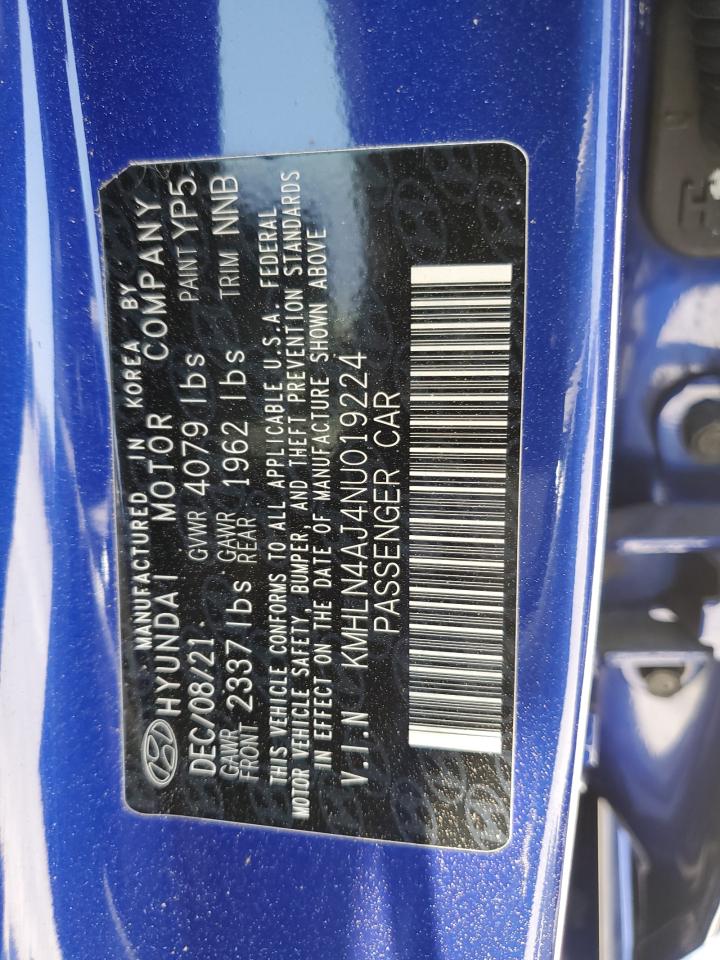 MANUFACTURED IN KOREA BY
HYUNDAI MOTOR COMPANY
DEC/08/21 GVWR 4079 lbs PAINT YP5
GAWR FRONT 2337 lbs GAWR REAR 1962 lbs TRIM NNB
THIS VEHICLE CONFORMS TO ALL APPLICABLE U.S.A. FEDERAL
MOTOR VEHICLE SAFETY, BUMPER, AND THEFT PREVENTION STANDARDS
IN EFFECT ON THE DATE OF MANUFACTURE SHOWN ABOVE
V.I.N KMHLN4AJ4NU019224
PASSENGER CAR